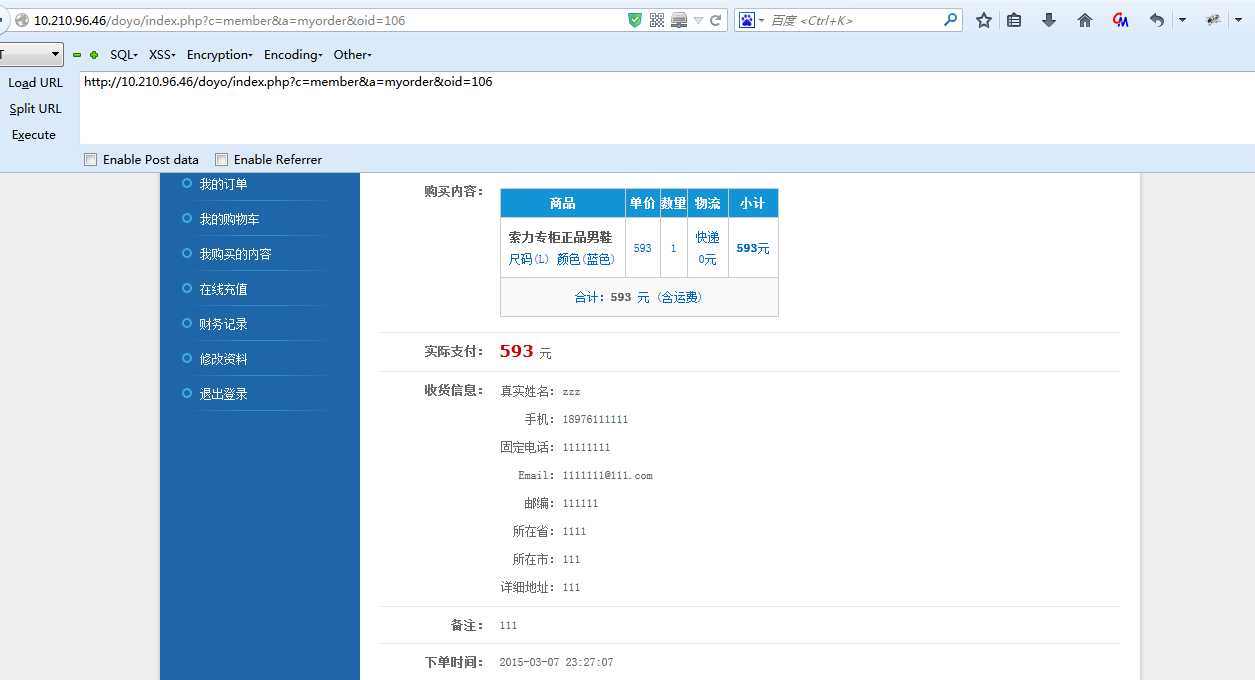 10.210.96.46/doyo/index.php?c=member&a=myorder&oid=106
百度 <Ctrl+K>
T
SQL- XSS- Encryption- Encoding- Other-
Load URL
http://10.210.96.46/doyo/index.php?c=member&a=myorder&oid=106
Split URL
Execute
Enable Post data Enable Referrer
我的订单
我的购物车
我购买的内容
在线充值
财务记录
修改资料
退出登录
购买内容：
商品 单价 数量 物流 小计
索力专柜正品男鞋
尺码(L) 颜色(蓝色)
593 1 快递
0元
593元
合计：593 元 (含运费)
实际支付： 593 元
收货信息： 真实姓名：zzz
手机：18976111111
固定电话：11111111
Email：1111111@111.com
邮编：111111
所在省：1111
所在市：111
详细地址：111
备注： 111
下单时间： 2015-03-07 23:27:07